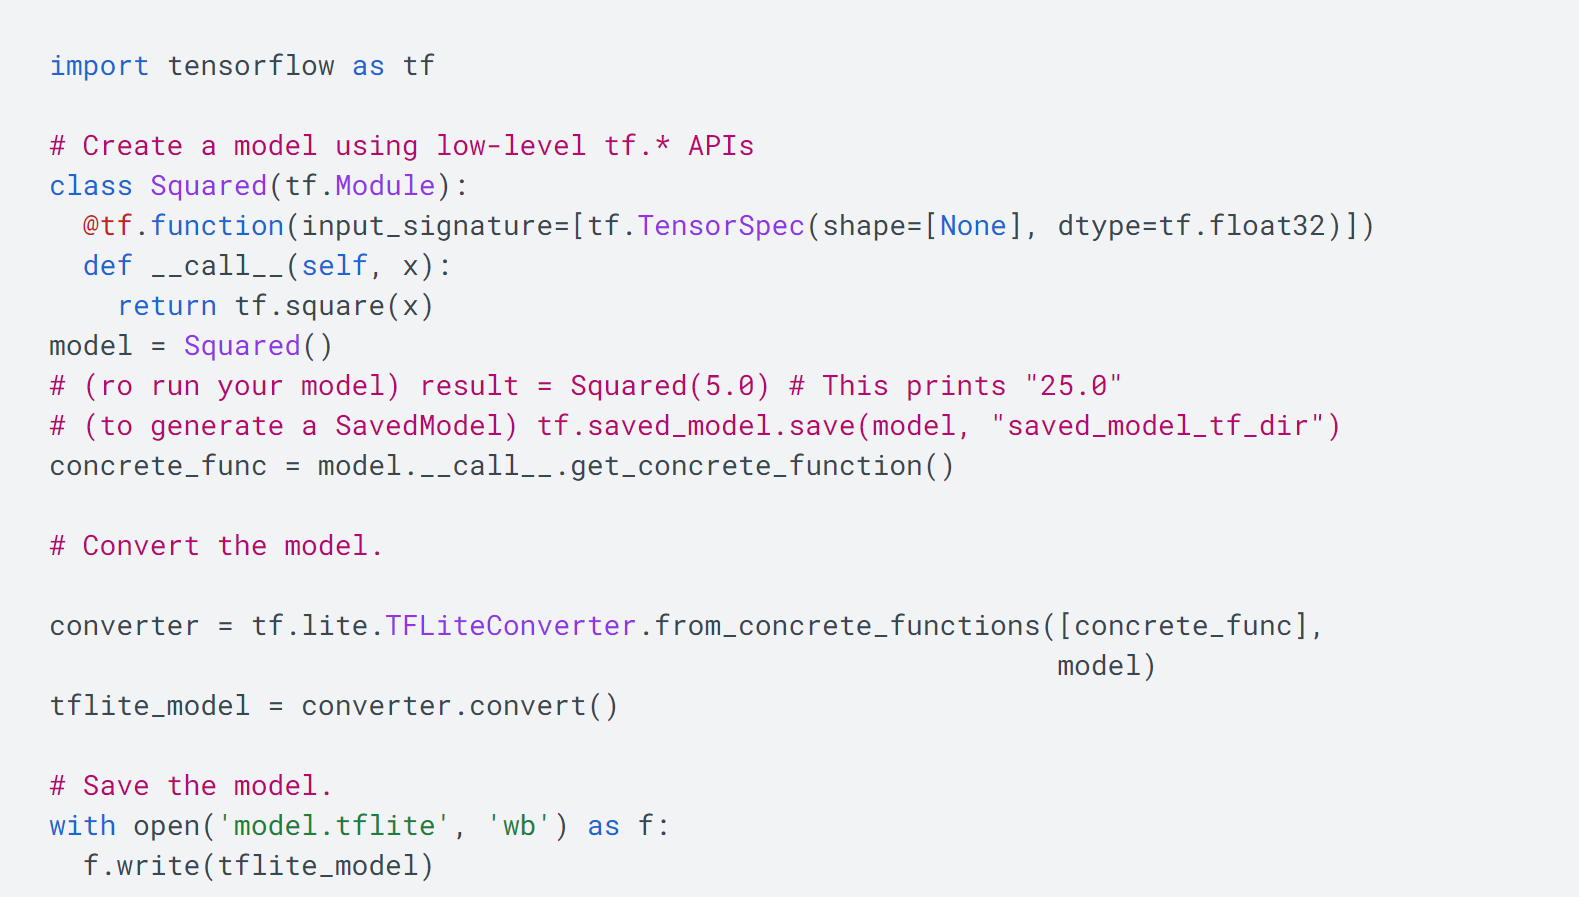 import tensorflow as tf
# Create a model using low-level tf.* APIs
class Squared(tf.Module):
  @tf.function(input_signature=[tf.TensorSpec(shape=[None], dtype=tf.float32)])
  def __call__(self, x):
    return tf.square(x)
model = Squared()
# (ro run your model) result = Squared(5.0) # This prints "25.0"
# (to generate a SavedModel) tf.saved_model.save(model, "saved_model_tf_dir")
concrete_func = model.__call__.get_concrete_function()
# Convert the model.
converter = tf.lite.TFLiteConverter.from_concrete_functions([concrete_func],
                                                            model)
tflite_model = converter.convert()
# Save the model.
with open('model.tflite', 'wb') as f:
  f.write(tflite_model)